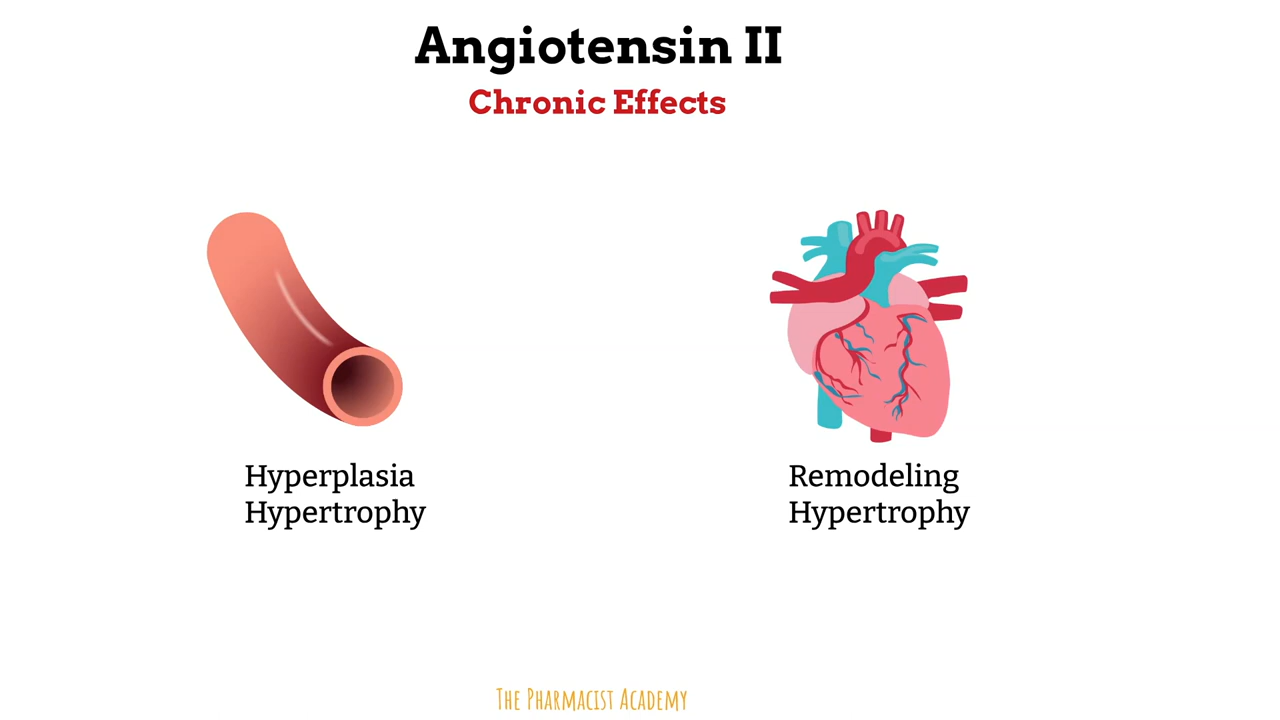 Angiotensin II
Chronic Effects
Hyperplasia
Hypertrophy
Remodeling
Hypertrophy
The Pharmacist Academy